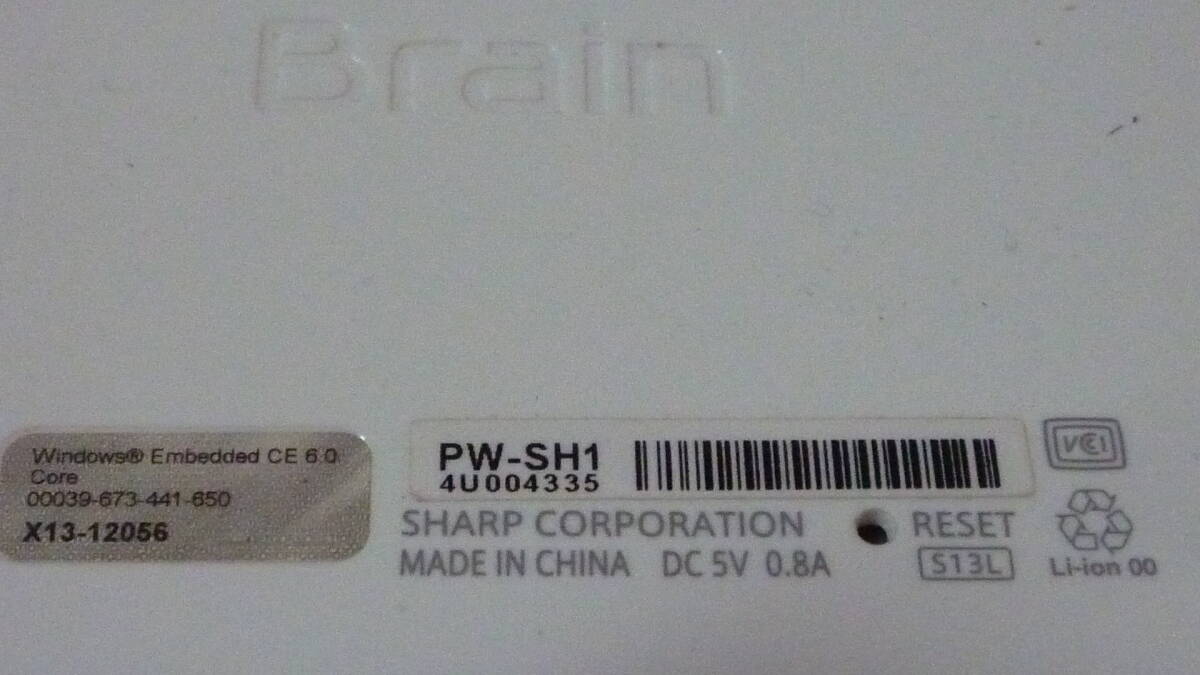 Brain
Windows® Embedded CE 6.0
Core
00039-673-441-650
X13-12056
PW-SH1
4U004335
SHARP CORPORATION
MADE IN CHINA DC 5V 0.8A
RESET
S13L
VCCI
Li-ion 00